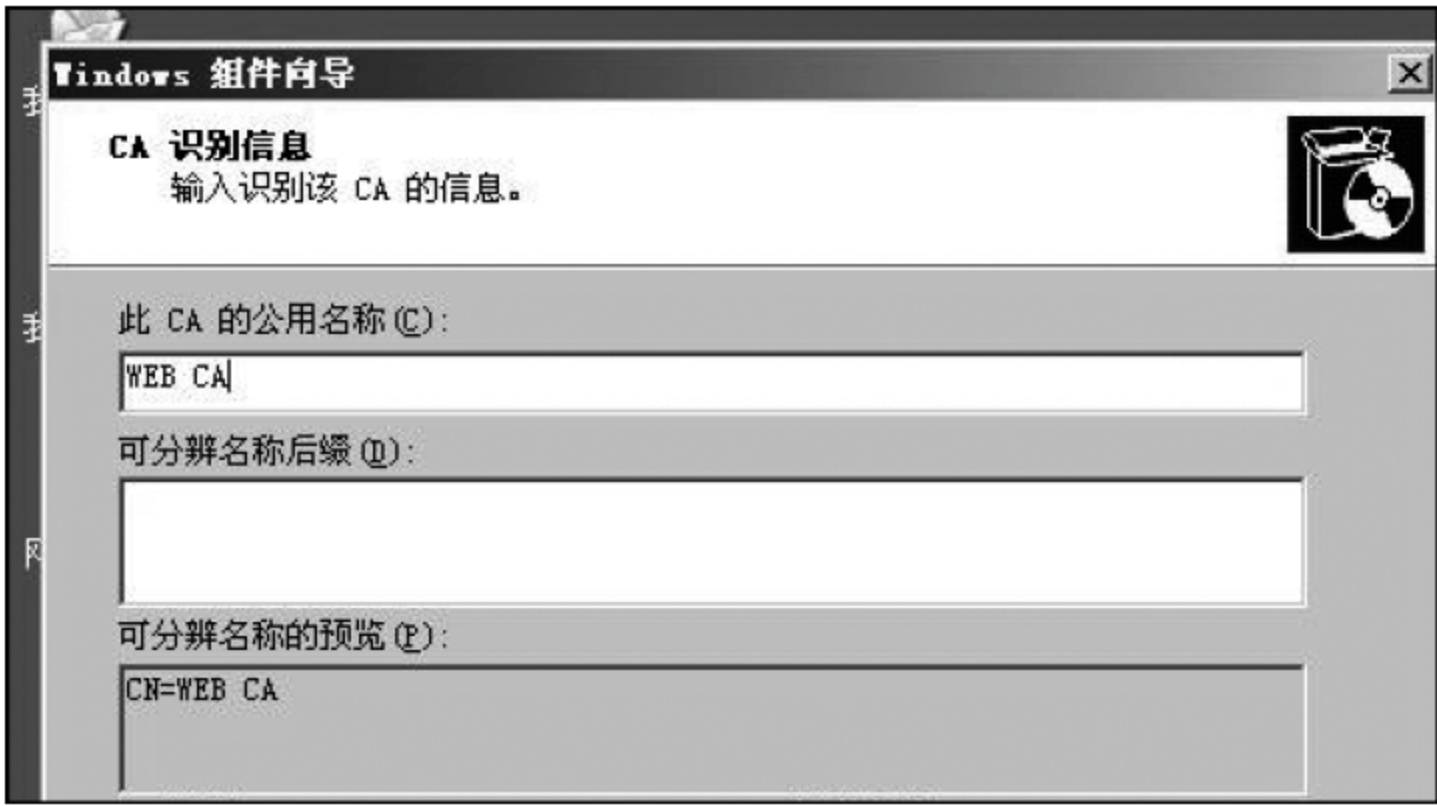 Windows 组件向导
CA 识别信息
输入识别该 CA 的信息。
此 CA 的公用名称(C):
WEB CA
可分辨名称后缀(D):
可分辨名称的预览(P):
CN=WEB CA